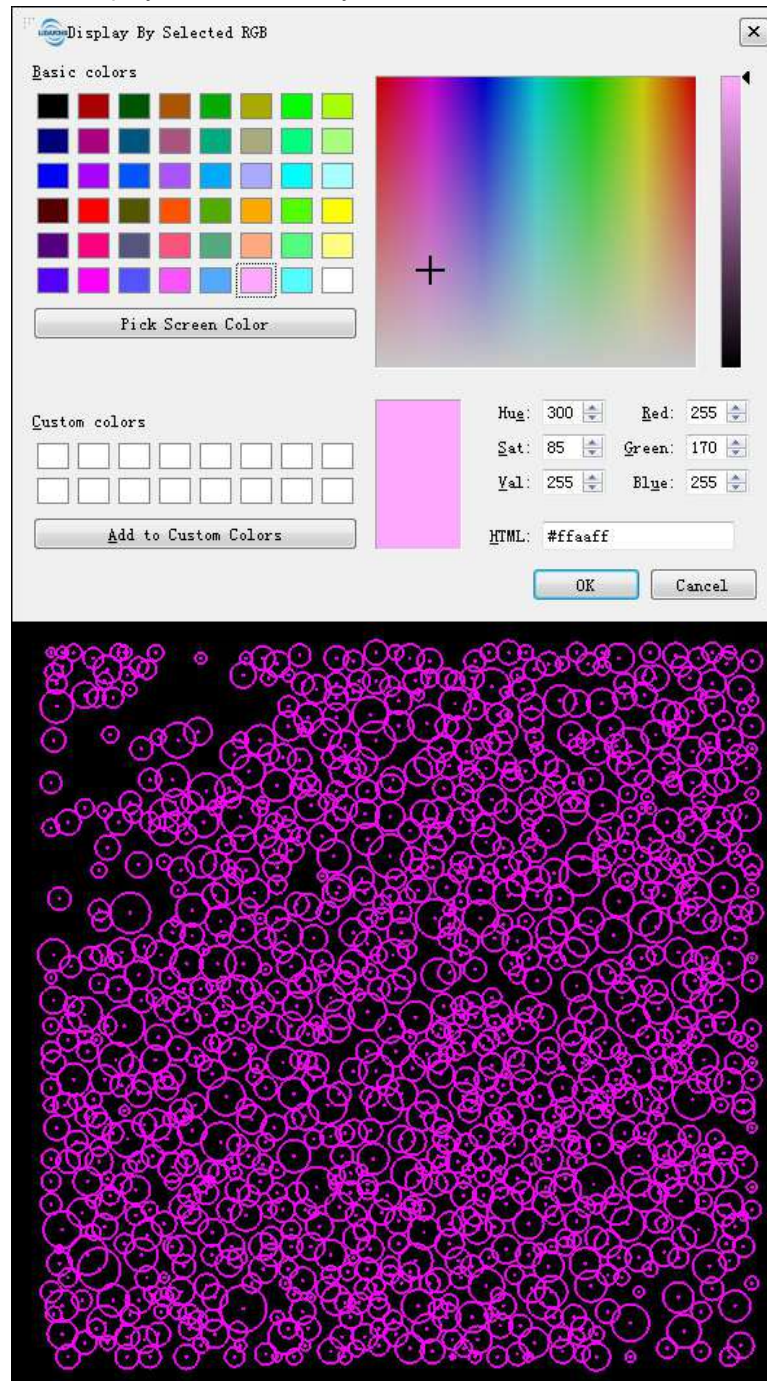 Display By Selected RGB
Basic colors
Pick Screen Color
Custom colors
Add to Custom Colors
Hue: 300 Red: 255
Sat: 85 Green: 170
Val: 255 Blue: 255
HTML: #ffaaff
OK Cancel